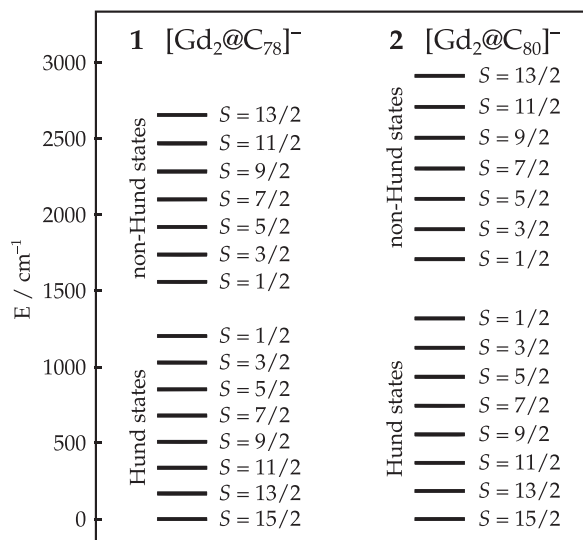 1 [Gd₂@C₇₈]⁻
2 [Gd₂@C₈₀]⁻
E / cm⁻¹
3000
2500
2000
1500
1000
500
0
non-Hund states
S = 13/2
S = 11/2
S = 9/2
S = 7/2
S = 5/2
S = 3/2
S = 1/2
Hund states
S = 1/2
S = 3/2
S = 5/2
S = 7/2
S = 9/2
S = 11/2
S = 13/2
S = 15/2
non-Hund states
S = 13/2
S = 11/2
S = 9/2
S = 7/2
S = 5/2
S = 3/2
S = 1/2
Hund states
S = 1/2
S = 3/2
S = 5/2
S = 7/2
S = 9/2
S = 11/2
S = 13/2
S = 15/2